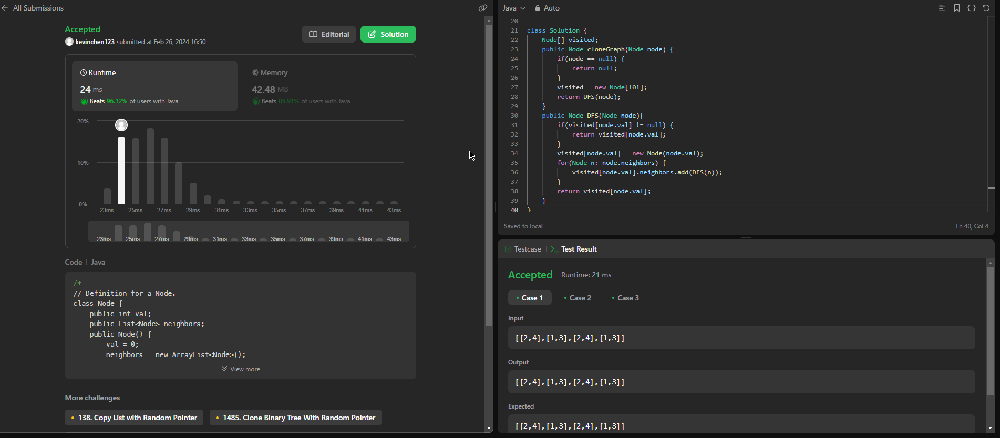 All Submissions
Accepted
kevinchen123 submitted at Feb 26, 2024 16:50
Editorial
Solution
Runtime
24 ms
Beats 96.12% of users with Java
Memory
42.48 MB
Beats 85.91% of users with Java
20%
10%
0%
23ms 25ms 27ms 29ms 31ms 33ms 35ms 37ms 39ms 41ms 43ms
23ms 25ms 27ms 29ms 31ms 33ms 35ms 37ms 39ms 41ms 43ms
Code | Java
/*
// Definition for a Node.
class Node {
    public int val;
    public List<Node> neighbors;
    public Node() {
        val = 0;
        neighbors = new ArrayList<Node>();
View more
More challenges
138. Copy List with Random Pointer
1485. Clone Binary Tree With Random Pointer
Java
Auto
20
21 class Solution {
22     Node[] visited;
23     public Node cloneGraph(Node node) {
24         if(node == null) {
25             return null;
26         }
27         visited = new Node[101];
28         return DFS(node);
29     }
30     public Node DFS(Node node){
31         if(visited[node.val] != null) {
32             return visited[node.val];
33         }
34         visited[node.val] = new Node(node.val);
35         for(Node n: node.neighbors) {
36             visited[node.val].neighbors.add(DFS(n));
37         }
38         return visited[node.val];
39     }
40 }
Saved to local
Ln 40, Col 4
Testcase | >_ Test Result
Accepted Runtime: 21 ms
Case 1
Case 2
Case 3
Input
[[2,4],[1,3],[2,4],[1,3]]
Output
[[2,4],[1,3],[2,4],[1,3]]
Expected
[[2,4],[1,3],[2,4],[1,3]]